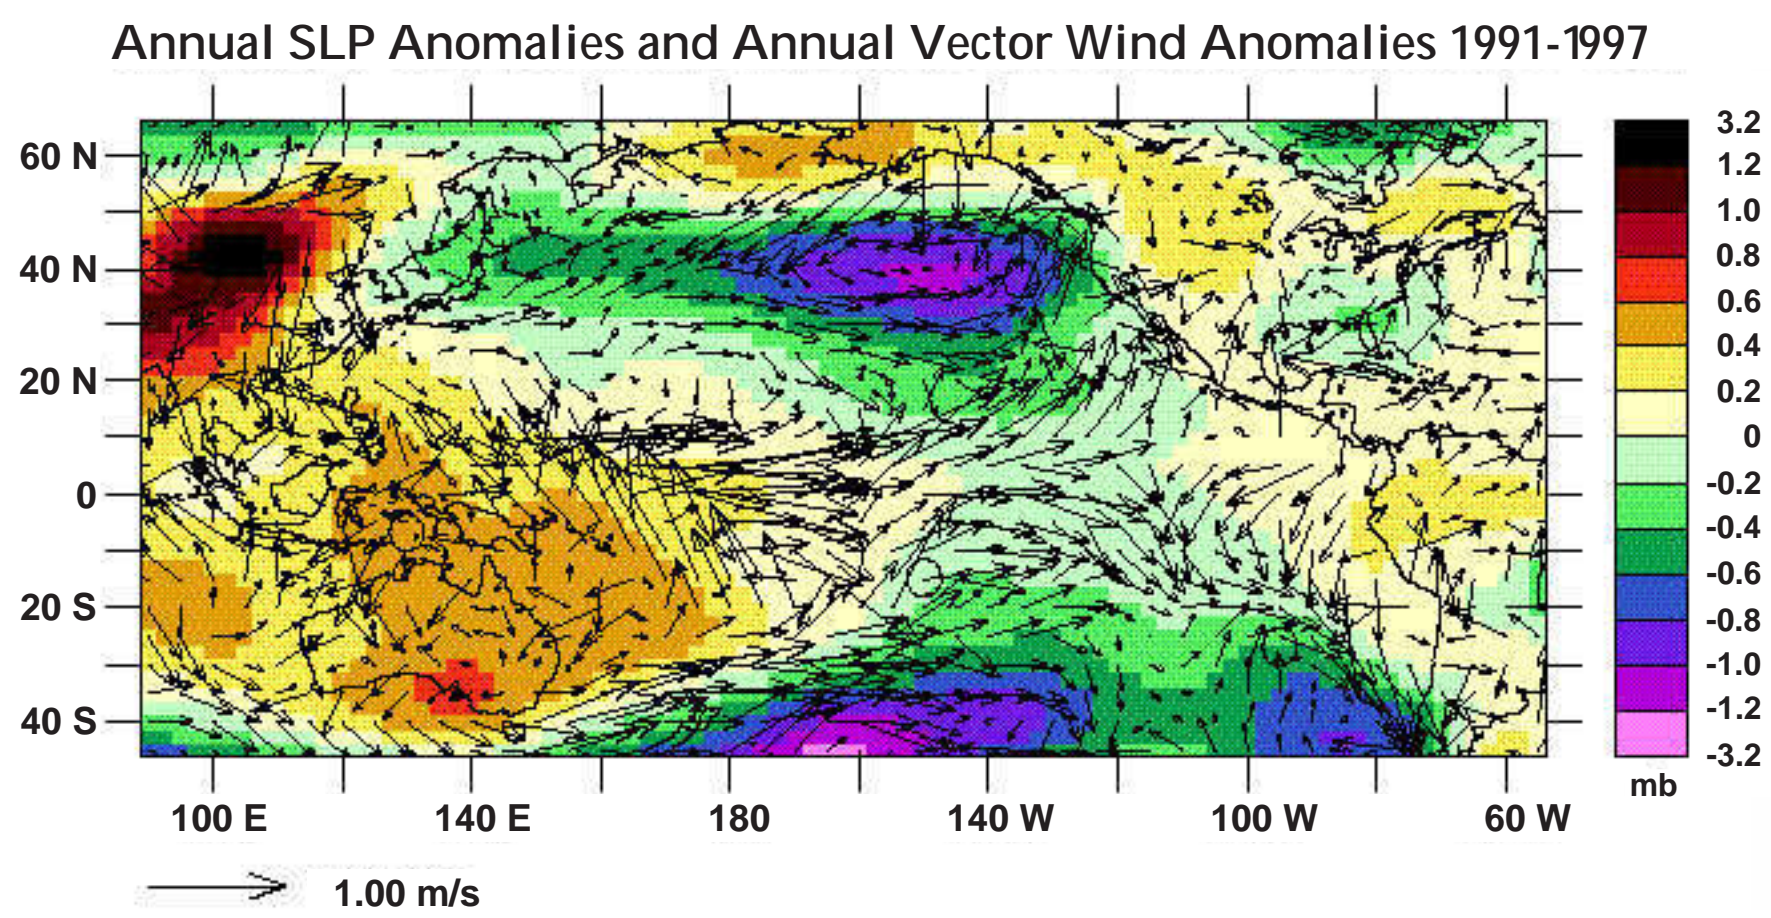 Annual SLP Anomalies and Annual Vector Wind Anomalies 1991-1997
60 N
40 N
20 N
0
20 S
40 S
100 E
140 E
180
140 W
100 W
60 W
3.2
1.2
1.0
0.8
0.6
0.4
0.2
0
-0.2
-0.4
-0.6
-0.8
-1.0
-1.2
-3.2
mb
1.00 m/s